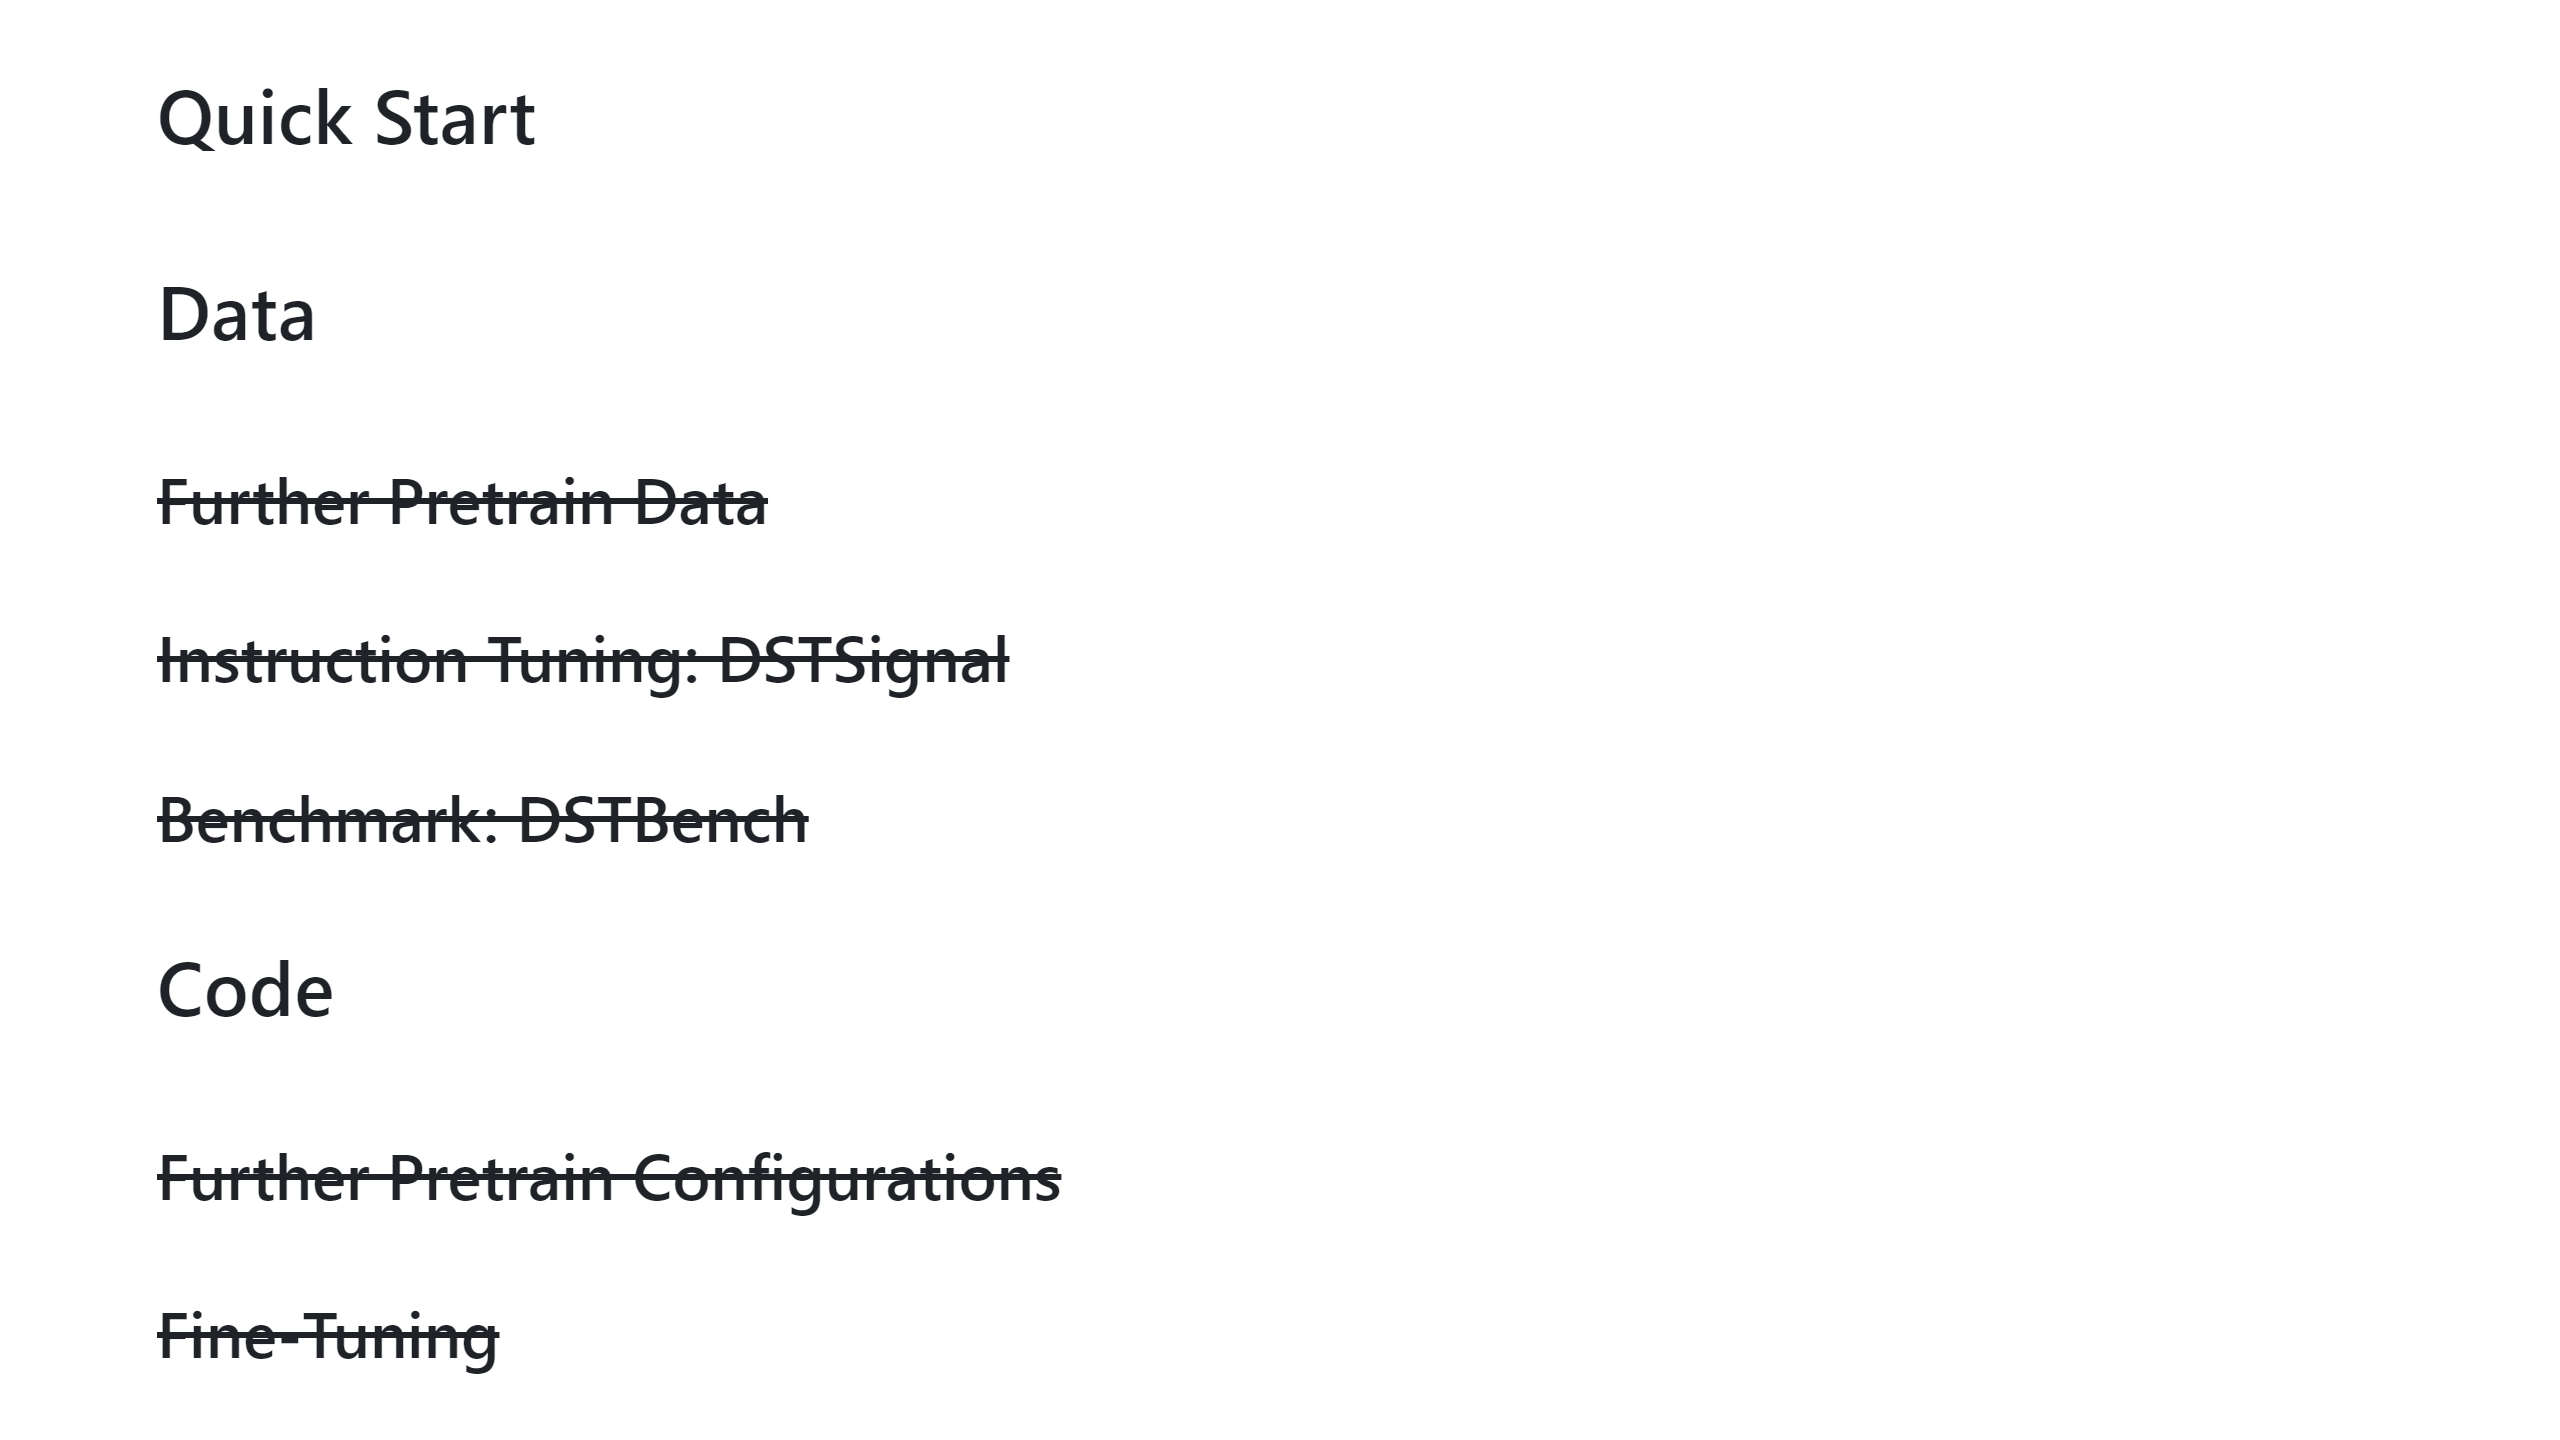 Quick Start
Data
Further Pretrain Data
Instruction Tuning: DSTSignal
Benchmark: DSTBench
Code
Further Pretrain Configurations
Fine-Tuning